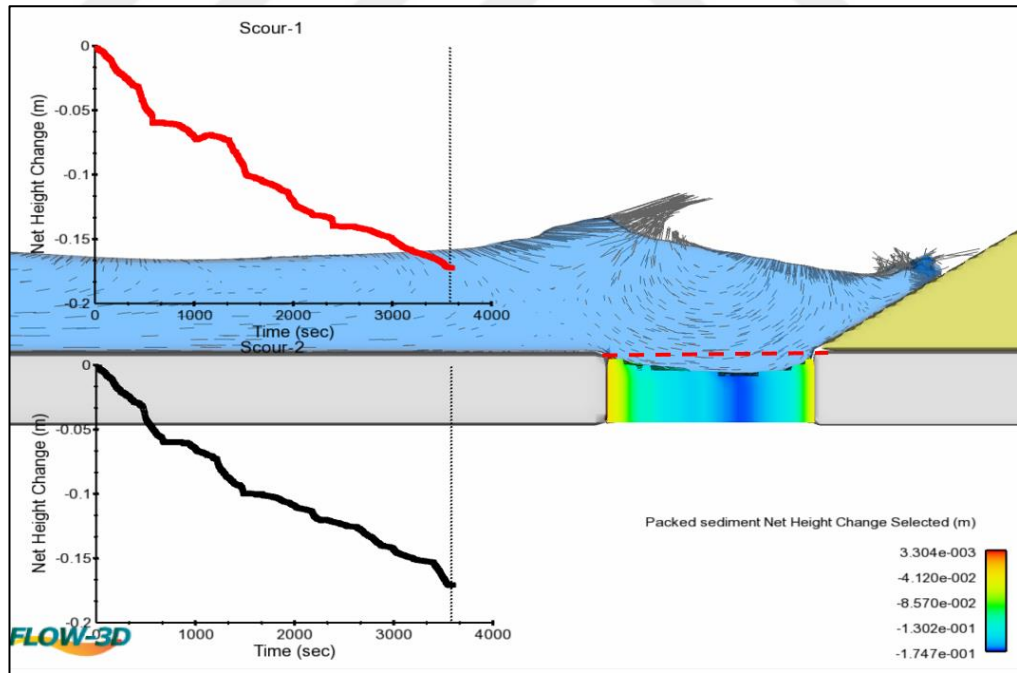 Scour-1
Net Height Change (m)
0
-0.05
-0.1
-0.15
-0.2
0 1000 2000 3000 4000
Time (sec)
Scour-2
Net Height Change (m)
0
-0.05
-0.1
-0.15
-0.2
0 1000 2000 3000 4000
Time (sec)
FLOW-3D
Packed sediment Net Height Change Selected (m)
3.304e-003
-4.120e-002
-8.570e-002
-1.302e-001
-1.747e-001